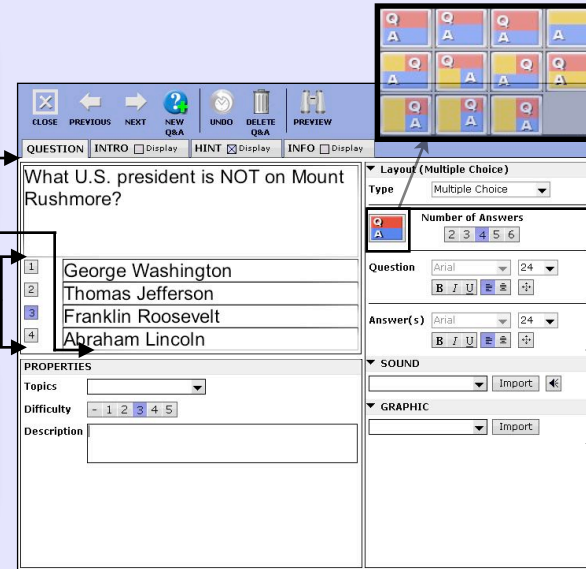 Q Q Q
A A A A
Q Q Q
A A A A
Q Q Q
A A A
CLOSE PREVIOUS NEXT NEW Q&A UNDO DELETE Q&A PREVIEW
QUESTION INTRO Display HINT Display INFO Display
What U.S. president is NOT on Mount
Rushmore?
1 George Washington
2 Thomas Jefferson
3 Franklin Roosevelt
4 Abraham Lincoln
PROPERTIES
Topics
Difficulty - 1 2 3 4 5
Description
Layout (Multiple Choice)
Type Multiple Choice
Q
A
Number of Answers
2 3 4 5 6
Question Arial 24
B I U
Answer(s) Arial 24
B I U
SOUND
Import
GRAPHIC
Import